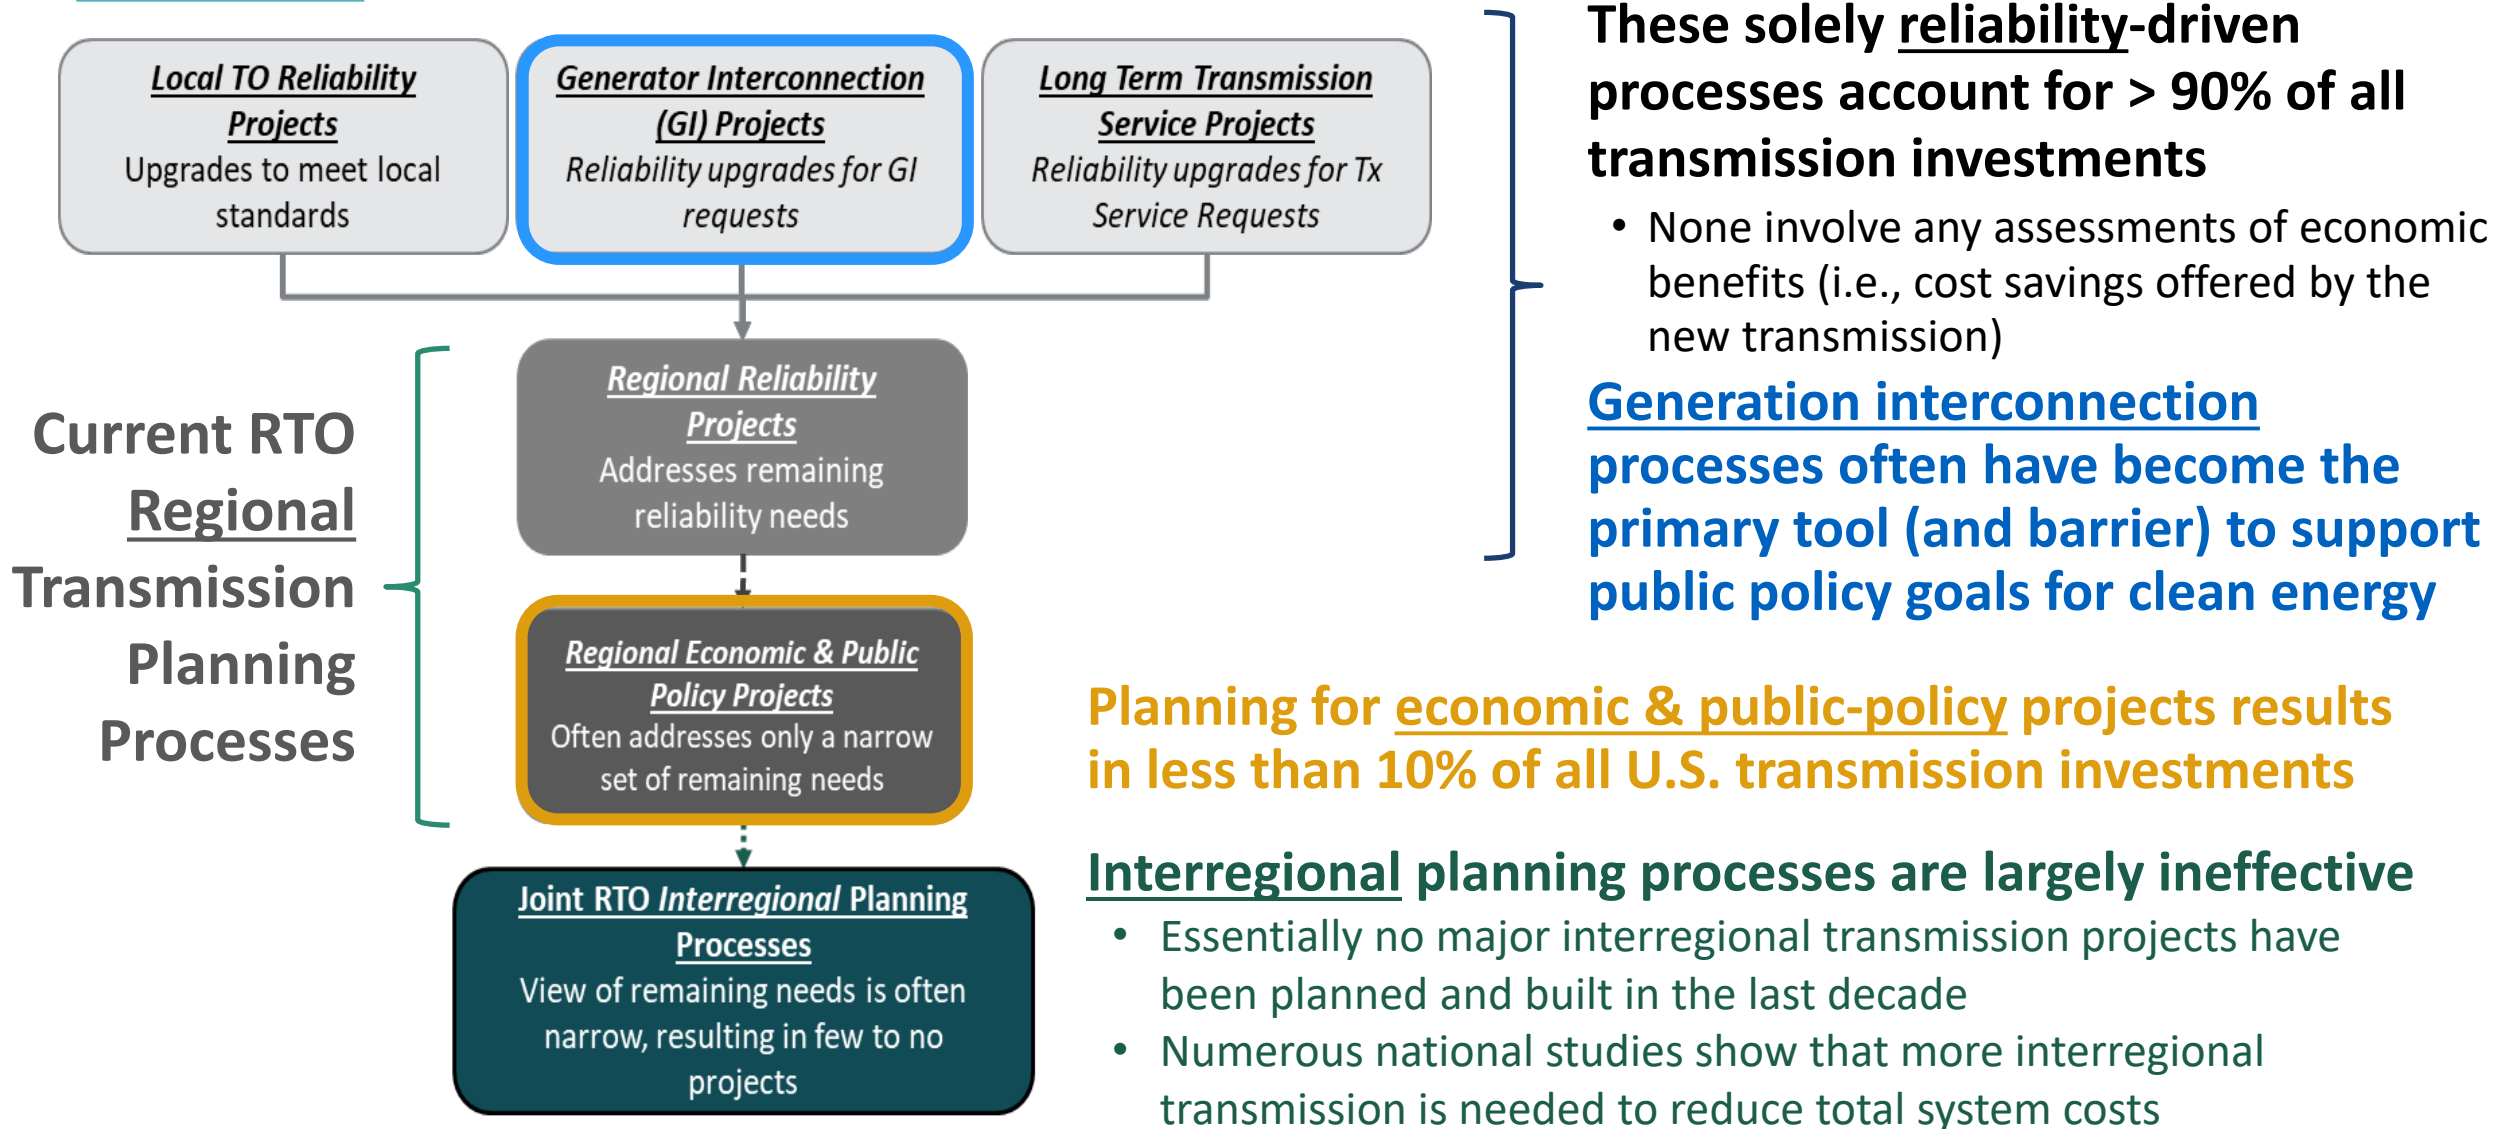 Local TO Reliability
Projects
Upgrades to meet local
standards
Generator Interconnection
(GI) Projects
Reliability upgrades for GI
requests
Long Term Transmission
Service Projects
Reliability upgrades for Tx
Service Requests
Regional Reliability
Projects
Addresses remaining
reliability needs
Current RTO
Regional
Transmission
Planning
Processes
Regional Economic & Public
Policy Projects
Often addresses only a narrow
set of remaining needs
Joint RTO Interregional Planning
Processes
View of remaining needs is often
narrow, resulting in few to no
projects
These solely reliability-driven
processes account for > 90% of all
transmission investments
• None involve any assessments of economic
benefits (i.e., cost savings offered by the
new transmission)
Generation interconnection
processes often have become the
primary tool (and barrier) to support
public policy goals for clean energy
Planning for economic & public-policy projects results
in less than 10% of all U.S. transmission investments
Interregional planning processes are largely ineffective
• Essentially no major interregional transmission projects have
been planned and built in the last decade
• Numerous national studies show that more interregional
transmission is needed to reduce total system costs